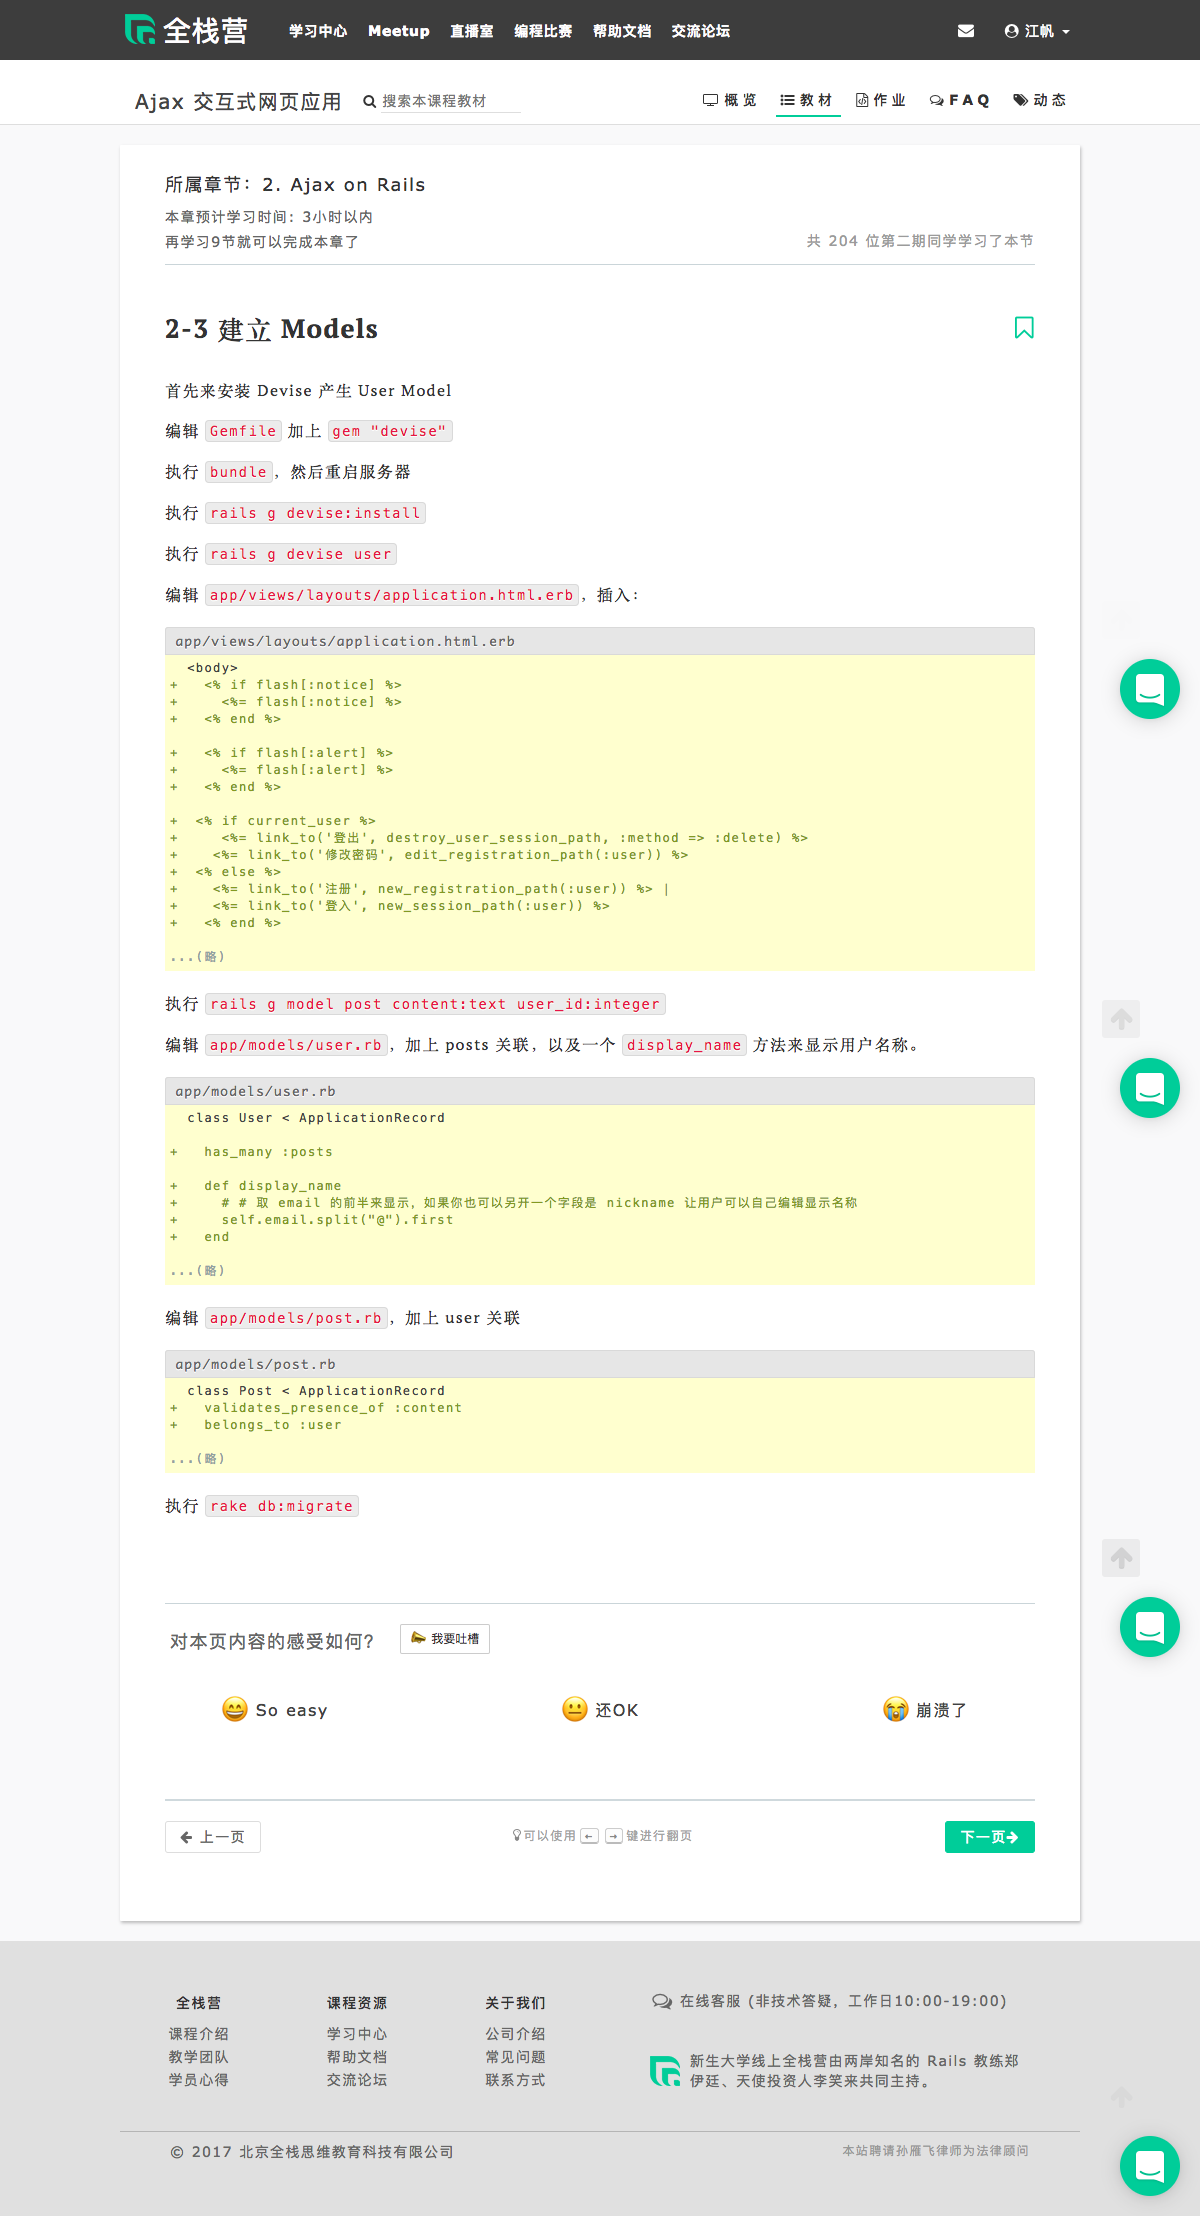 全栈营
学习中心 Meetup 直播室 编程比赛 帮助文档 交流论坛 江帆
Ajax 交互式网页应用 搜索本课程教材 概览 教材 作业 FAQ 动态
所属章节：2. Ajax on Rails
本章预计学习时间：3小时以内
再学习9节就可以完成本章了
共 204 位第二期同学学习了本节
2-3 建立 Models
首先来安装 Devise 产生 User Model
编辑 Gemfile 加上 gem "devise"
执行 bundle，然后重启服务器
执行 rails g devise:install
执行 rails g devise user
编辑 app/views/layouts/application.html.erb，插入：
app/views/layouts/application.html.erb
  <body>
+   <% if flash[:notice] %>
+     <%= flash[:notice] %>
+   <% end %>
+   <% if flash[:alert] %>
+     <%= flash[:alert] %>
+   <% end %>
+  <% if current_user %>
+     <%= link_to('登出', destroy_user_session_path, :method => :delete) %>
+    <%= link_to('修改密码', edit_registration_path(:user)) %>
+  <% else %>
+    <%= link_to('注册', new_registration_path(:user)) %> |
+    <%= link_to('登入', new_session_path(:user)) %>
+   <% end %>
...(略)
执行 rails g model post content:text user_id:integer
编辑 app/models/user.rb，加上 posts 关联，以及一个 display_name 方法来显示用户名称。
app/models/user.rb
  class User < ApplicationRecord
+   has_many :posts
+   def display_name
+     # # 取 email 的前半来显示，如果你也可以另开一个字段是 nickname 让用户可以自己编辑显示名称
+     self.email.split("@").first
+   end
...(略)
编辑 app/models/post.rb，加上 user 关联
app/models/post.rb
  class Post < ApplicationRecord
+   validates_presence_of :content
+   belongs_to :user
...(略)
执行 rake db:migrate
对本页内容的感受如何? 我要吐槽
So easy 还OK 崩溃了
上一页 可以使用 ← → 键进行翻页 下一页
全栈营 课程资源 关于我们 在线客服 (非技术答疑，工作日10:00-19:00)
课程介绍 学习中心 公司介绍
教学团队 帮助文档 常见问题
学员心得 交流论坛 联系方式
新生大学线上全栈营由两岸知名的 Rails 教练郑
伊廷、天使投资人李笑来共同主持。
© 2017 北京全栈思维教育科技有限公司 本站聘请孙雁飞律师为法律顾问